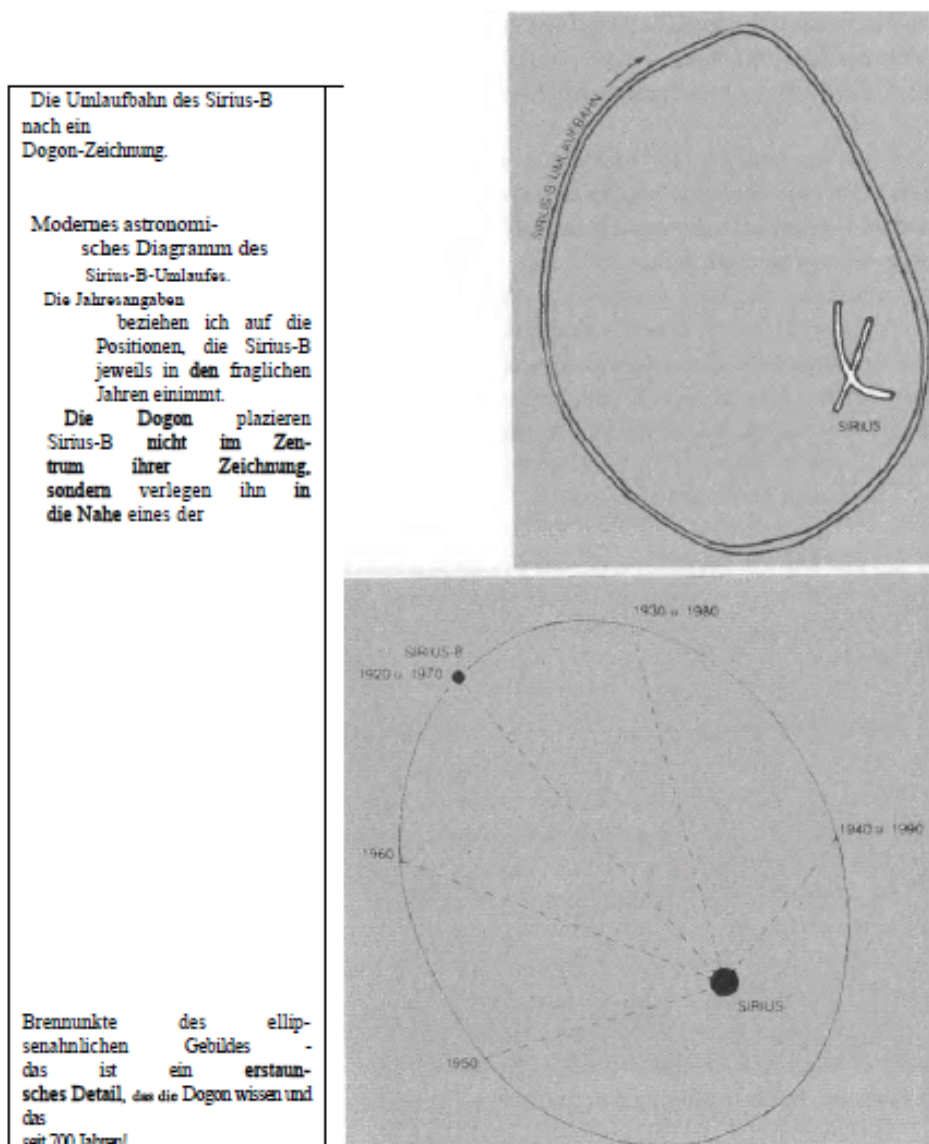 Die Umlaufbahn des Sirius-B
nach ein
Dogon-Zeichnung.
Modernes astronomi-
sches Diagramm des
Sirius-B-Umlaufes.
Die Jahresangaben
beziehen ich auf die
Positionen, die Sirius-B
jeweils in den fraglichen
Jahren einimmt.
Die Dogon plazieren
Sirius-B nicht im Zen-
trum ihrer Zeichnung,
sondern verlegen ihn in
die Nahe eines der
Brennunkte des ellip-
senahnlichen Gebildes -
das ist ein erstaun-
sches Detail, das die Dogon wissen und
das
seit 700 Jahren!
SIRIUS-B-UMLAUFBAHN
SIRIUS
1930 u 1980
SIRIUS-B
1920 u 1970
1940 u 1990
1960
SIRIUS
1950